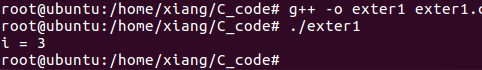 root@ubuntu:/home/xiang/C_code# g++ -o exter1 exter1.c
root@ubuntu:/home/xiang/C_code# ./exter1
i = 3
root@ubuntu:/home/xiang/C_code#